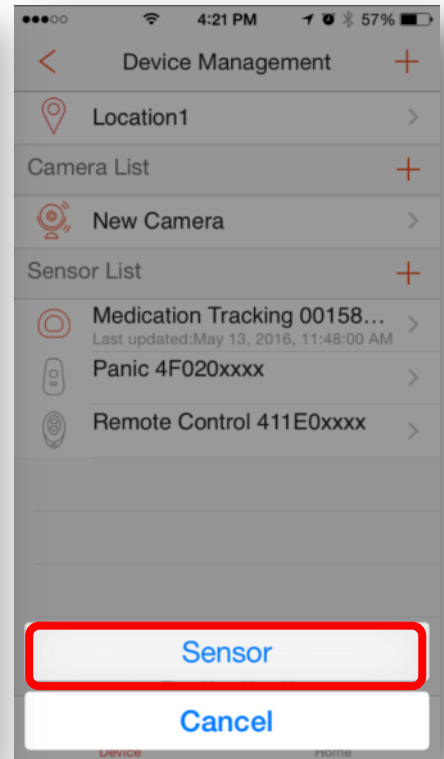 4:21 PM 57%
Device Management
Location1
Camera List
New Camera
Sensor List
Medication Tracking 00158...
Last updated:May 13, 2016, 11:48:00 AM
Panic 4F020xxxx
Remote Control 411E0xxxx
Sensor
Cancel
Device Home